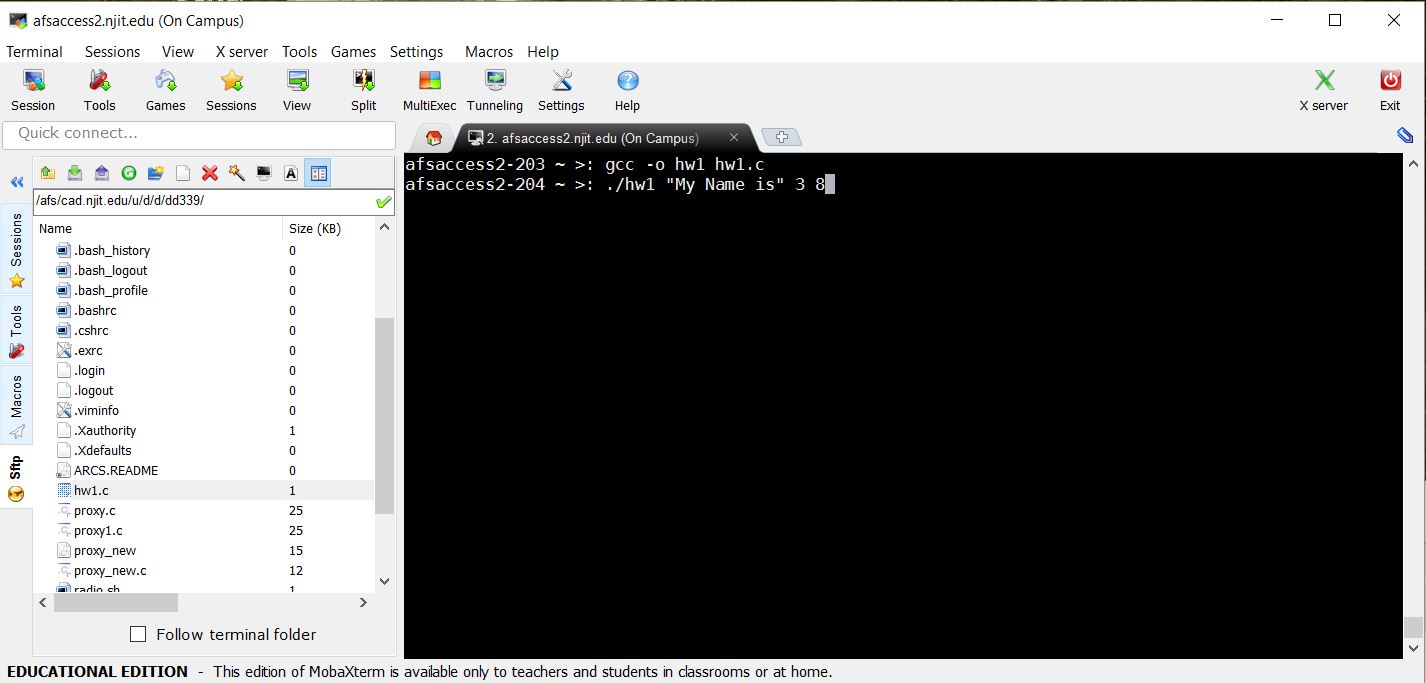 afsaccess2.njit.edu (On Campus)
Terminal Sessions View X server Tools Games Settings Macros Help
Session Tools Games Sessions View Split MultiExec Tunneling Settings Help X server Exit
Quick connect...
2. afsaccess2.njit.edu (On Campus)
/afs/cad.njit.edu/u/d/d/dd339/
Name Size (KB)
.bash_history 0
.bash_logout 0
.bash_profile 0
.bashrc 0
.cshrc 0
.exrc 0
.login 0
.logout 0
.viminfo 0
.Xauthority 1
.Xdefaults 0
ARCS.README 0
hw1.c 1
proxy.c 25
proxy1.c 25
proxy_new 15
proxy_new.c 12
radio.sh 1
Follow terminal folder
Sessions
Tools
Macros
Sftp
afsaccess2-203 ~ >: gcc -o hw1 hw1.c
afsaccess2-204 ~ >: ./hw1 "My Name is" 3 8
EDUCATIONAL EDITION - This edition of MobaXterm is available only to teachers and students in classrooms or at home.